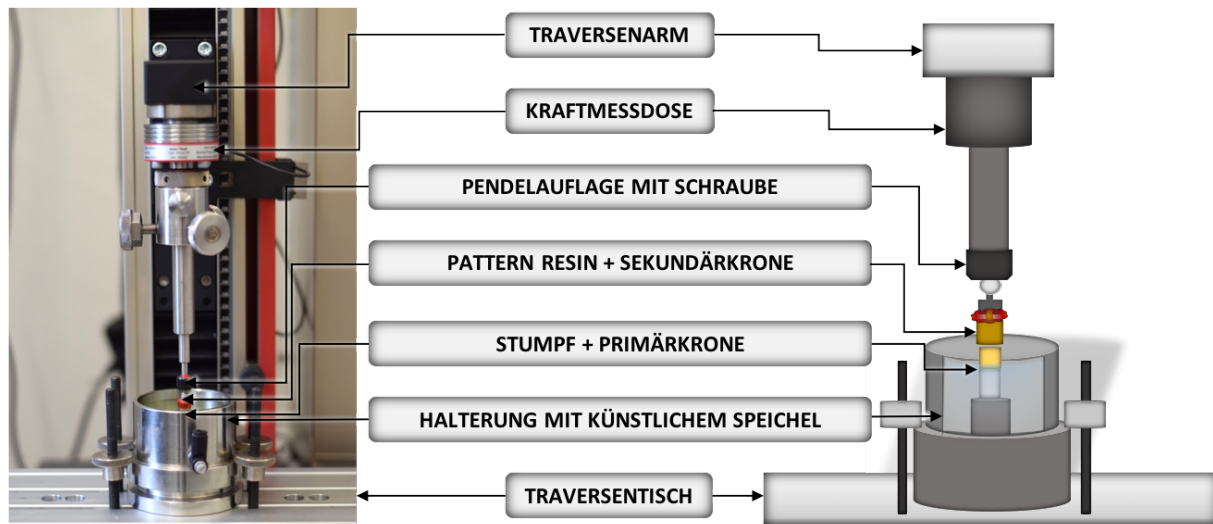 TRAVERSENARM
KRAFTMESSDOSE
PENDELAUFLAGE MIT SCHRAUBE
PATTERN RESIN + SEKUNDÄRKRONE
STUMPF + PRIMÄRKRONE
HALTERUNG MIT KÜNSTLICHEM SPEICHEL
TRAVERSENTISCH